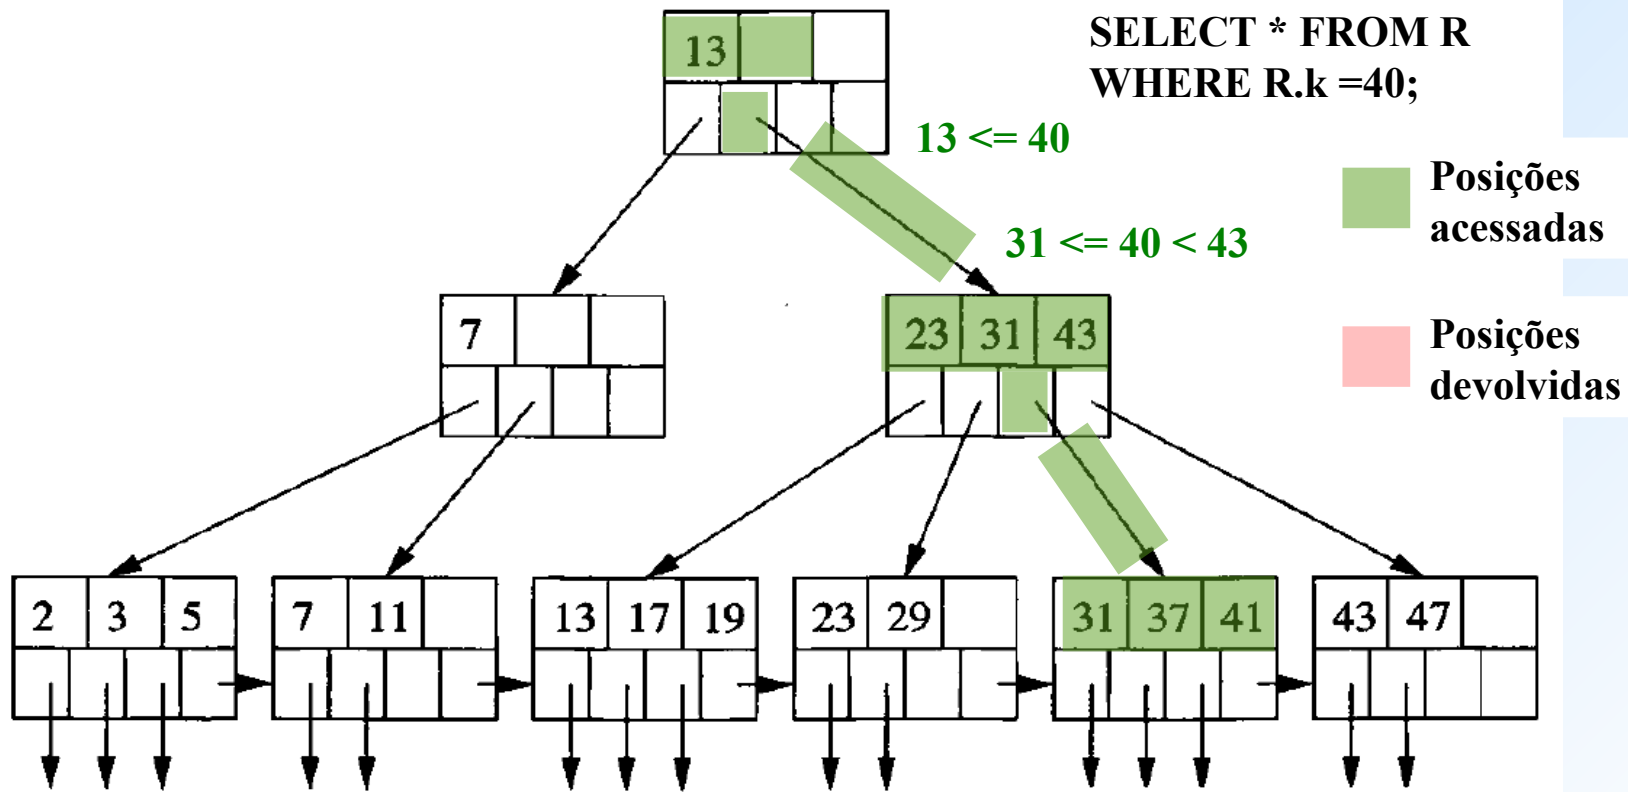 SELECT * FROM R
WHERE R.k =40;
13
13 <= 40
Posições
acessadas
31 <= 40 < 43
7
23 31 43
Posições
devolvidas
2 3 5
7 11
13 17 19
23 29
31 37 41
43 47